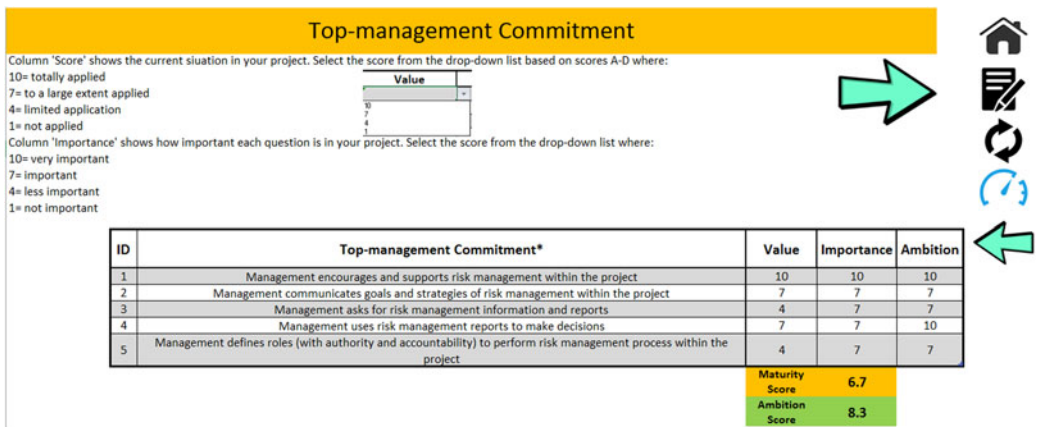 Top-management Commitment
Column 'Score' shows the current siuation in your project. Select the score from the drop-down list based on scores A-D where:
10= totally applied
7= to a large extent applied
4= limited application
1= not applied
Value
10
7
4
1
Column 'Importance' shows how important each question is in your project. Select the score from the drop-down list where:
10= very important
7= important
4= less important
1= not important
ID Top-management Commitment* Value Importance Ambition
1 Management encourages and supports risk management within the project 10 10 10
2 Management communicates goals and strategies of risk management within the project 7 7 7
3 Management asks for risk management information and reports 4 7 7
4 Management uses risk management reports to make decisions 7 7 10
5 Management defines roles (with authority and accountability) to perform risk management process within the
project 4 7 7
Maturity
Score 6.7
Ambition
Score 8.3